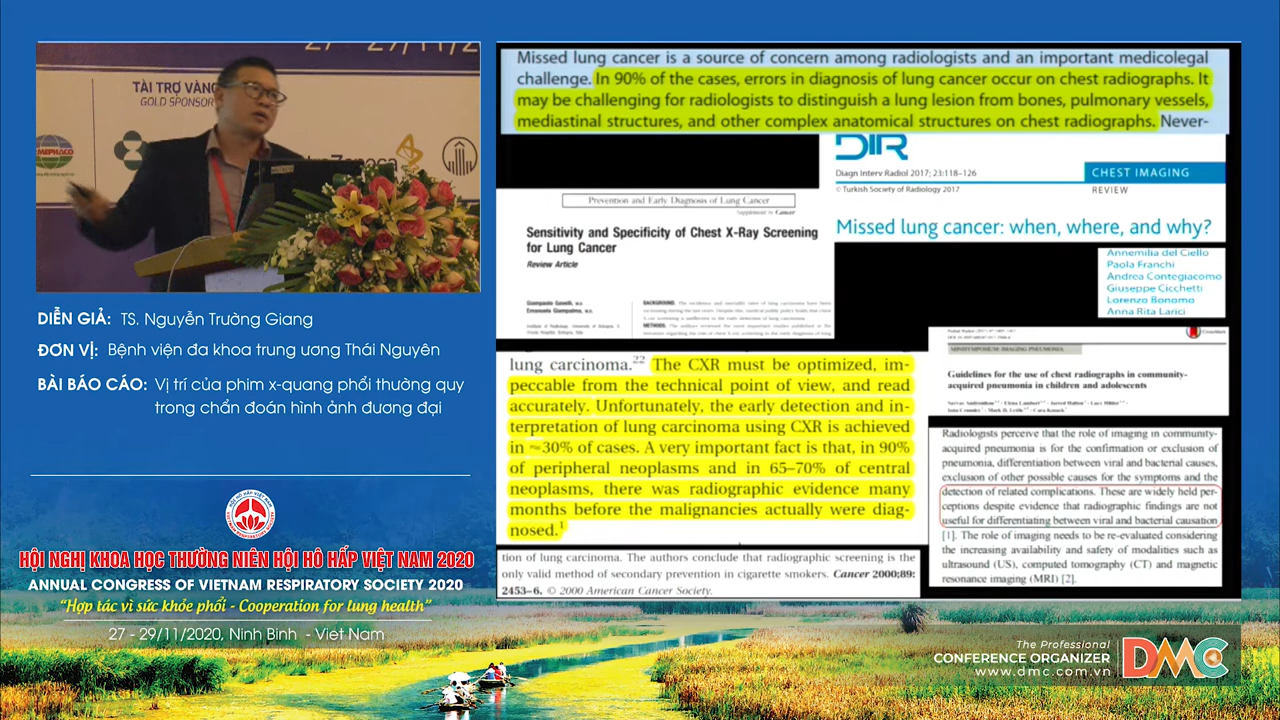 27 - 29/11/2
TÀI TRỢ VÀNG
GOLD SPONSOR
MEPHACO
DIỄN GIẢ: TS. Nguyễn Trường Giang
ĐƠN VỊ: Bệnh viện đa khoa trung ương Thái Nguyên
BÀI BÁO CÁO: Vị trí của phim x-quang phổi thường quy
trong chẩn đoán hình ảnh đương đại
HỘI NGHỊ KHOA HỌC THƯỜNG NIÊN HỘI HÔ HẤP VIỆT NAM 2020
ANNUAL CONGRESS OF VIETNAM RESPIRATORY SOCIETY 2020
“Hợp tác vì sức khỏe phổi - Cooperation for lung health”
27 - 29/11/2020, Ninh Binh - Viet Nam
Missed lung cancer is a source of concern among radiologists and an important medicolegal
challenge. In 90% of the cases, errors in diagnosis of lung cancer occur on chest radiographs. It
may be challenging for radiologists to distinguish a lung lesion from bones, pulmonary vessels,
mediastinal structures, and other complex anatomical structures on chest radiographs. Never-
DIR
Diagn Interv Radiol 2017; 23:118–126
© Turkish Society of Radiology 2017
CHEST IMAGING
REVIEW
Missed lung cancer: when, where, and why?
Annemilia del Ciello
Paola Franchi
Andrea Contegiacomo
Giuseppe Cicchetti
Lorenzo Bonomo
Anna Rita Larici
Prevention and Early Diagnosis of Lung Cancer
Supplement to Cancer
Sensitivity and Specificity of Chest X-Ray Screening
for Lung Cancer
Review Article
Giampaolo Gavelli, M.D.
Emanuela Giampalma, M.D.
lung carcinoma.22 The CXR must be optimized, im-
peccable from the technical point of view, and read
accurately. Unfortunately, the early detection and in-
terpretation of lung carcinoma using CXR is achieved
in ≈30% of cases. A very important fact is that, in 90%
of peripheral neoplasms and in 65–70% of central
neoplasms, there was radiographic evidence many
months before the malignancies actually were diag-
nosed.1
tion of lung carcinoma. The authors conclude that radiographic screening is the
only valid method of secondary prevention in cigarette smokers. Cancer 2000;89:
2453–6. © 2000 American Cancer Society.
MINISYMPOSIUM: IMAGING PNEUMONIA
Guidelines for the use of chest radiographs in community-
acquired pneumonia in children and adolescents
Radiologists perceive that the role of imaging in community-
acquired pneumonia is for the confirmation or exclusion of
pneumonia, differentiation between viral and bacterial causes,
exclusion of other possible causes for the symptoms and the
detection of related complications. These are widely held per-
ceptions despite evidence that radiographic findings are not
useful for differentiating between viral and bacterial causation
[1]. The role of imaging needs to be re-evaluated considering
the increasing availability and safety of modalities such as
ultrasound (US), computed tomography (CT) and magnetic
resonance imaging (MRI) [2].
The Professional
CONFERENCE ORGANIZER
www.dmc.com.vn
DMC